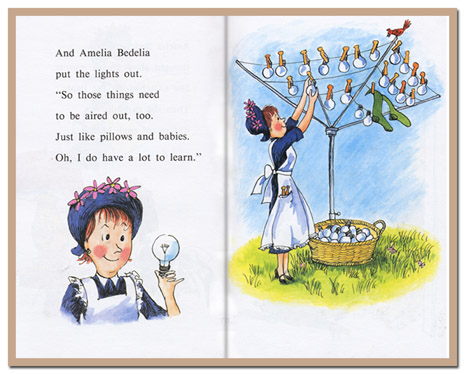 And Amelia Bedelia
put the lights out.
“So those things need
to be aired out, too.
Just like pillows and babies.
Oh, I do have a lot to learn.”